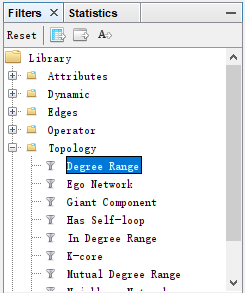 Filters × Statistics
Reset
Library
Attributes
Dynamic
Edges
Operator
Topology
Degree Range
Ego Network
Giant Component
Has Self-loop
In Degree Range
K-core
Mutual Degree Range